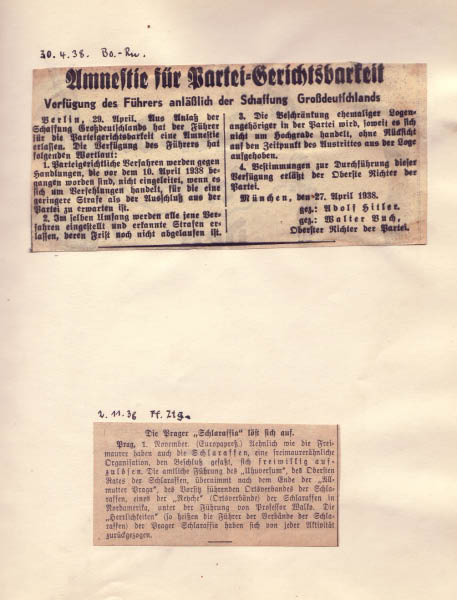 30.4.38. Bo.-Ru.
Amnestie für Partei-Gerichtsbarkeit
Verfügung des Führers anläßlich der Schaffung Großdeutschlands
Berlin, 29. April. Aus Anlaß der
Schaffung Großdeutschlands hat der Führer
für die Parteigerichtsbarkeit eine Amnestie
erlassen. Die Verfügung des Führers hat
folgenden Wortlaut:
1. Parteigerichtliche Verfahren werden gegen
Handlungen, die vor dem 10. April 1938 be-
gangen worden sind, nicht eingeleitet, wenn es
sich um Verfehlungen handelt, für die eine
geringere Strafe als der Ausschluß aus der
Partei zu erwarten ist.
2. Im selben Umfang werden alle jene Ver-
fahren eingestellt und erkannte Strafen er-
lassen, deren Frist noch nicht abgelaufen ist.
3. Die Beschränkung ehemaliger Logen-
angehöriger in der Partei wird, soweit es sich
nicht um Hochgrade handelt, ohne Rücksicht
auf den Zeitpunkt des Austrittes aus der Loge
aufgehoben.
4. Bestimmungen zur Durchführung dieser
Verfügung erläßt der Oberste Richter der
Partei.
München, den 27. April 1938.
gez.: Adolf Hitler.
gez.: Walter Buch,
Oberster Richter der Partei.
2.11.38 Ff. Ztg.
Die Prager „Schlaraffia" löst sich auf.
Prag, 1. November. (Europapreß.) Aehnlich wie die Frei-
maurer haben auch die Schlaraffen, eine freimaurerähnliche
Organisation, den Beschluß gefaßt, sich freiwillig auf-
zulösen. Die amtliche Führung des „Uhuversum", des Obersten
Rates der Schlaraffen, übernimmt nach dem Ende der „All-
mutter Praga", des Vorsitz führenden Ortsverbandes der Schla-
raffen, eines der „Reyche" (Ortsverbände) der Schlaraffen in
Nordamerika, unter der Führung von Professor Walko. Die
„Herrlichkeiten" (so heißen die Führer der Verbände der Schla-
raffen) der Prager Schlaraffia haben sich von jeder Aktivität
zurückgezogen.